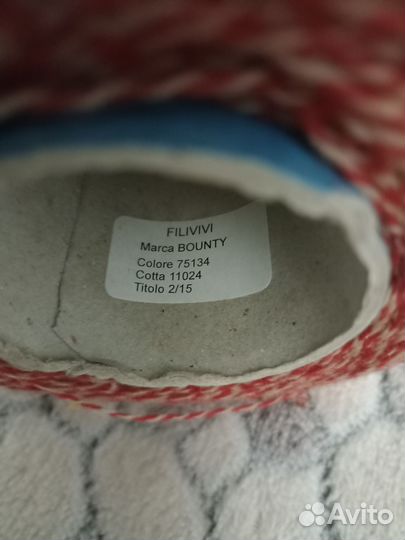 FILIVIVI
Marca BOUNTY
Colore 75134
Cotta 11024
Titolo 2/15
Avito